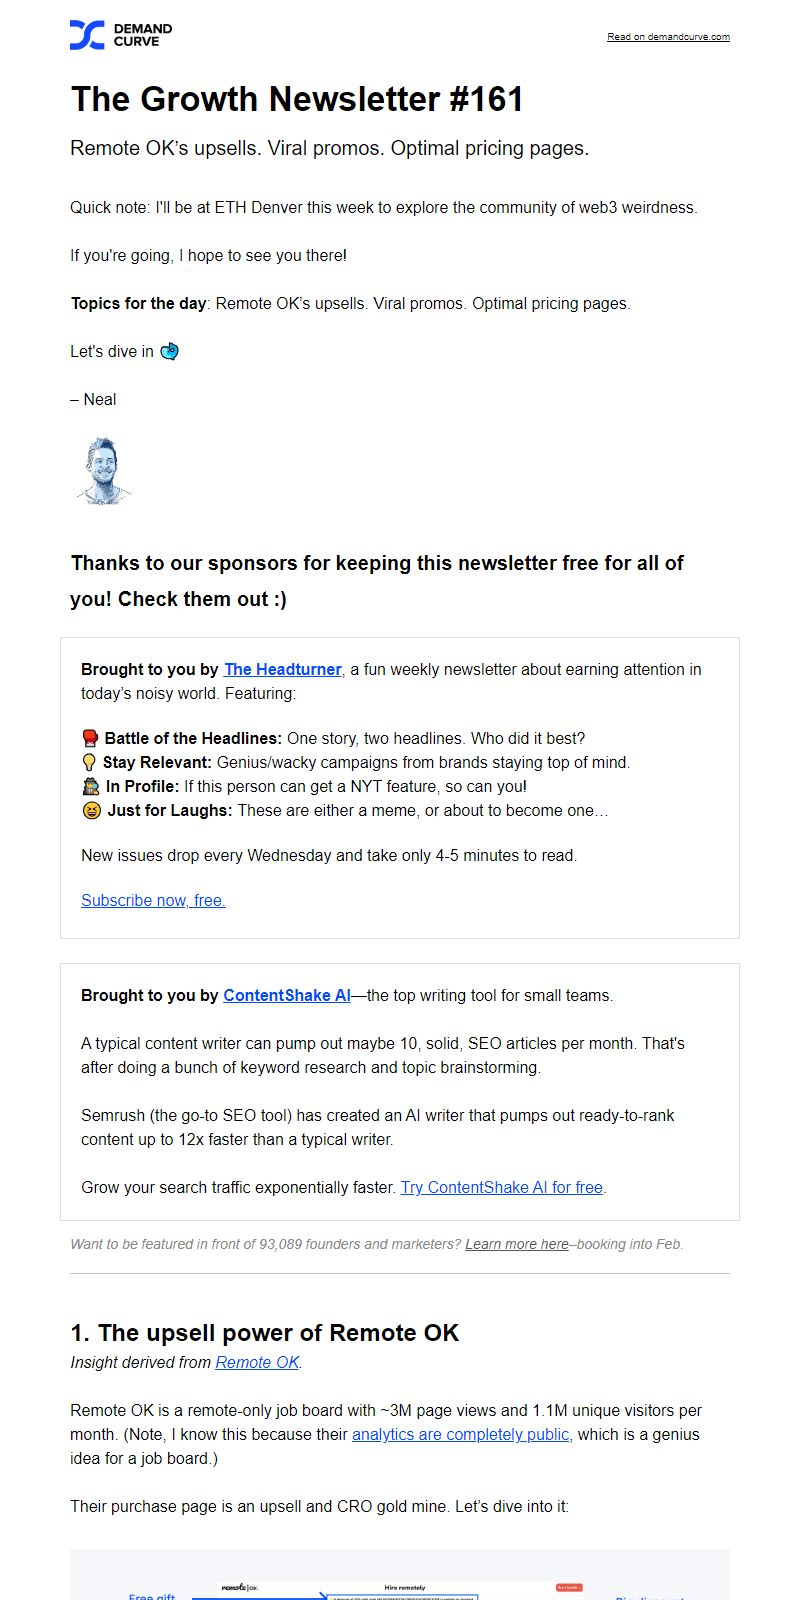 DEMAND
CURVE
Read on demandcurve.com
The Growth Newsletter #161
Remote OK’s upsells. Viral promos. Optimal pricing pages.
Quick note: I'll be at ETH Denver this week to explore the community of web3 weirdness.
If you're going, I hope to see you there!
Topics for the day: Remote OK’s upsells. Viral promos. Optimal pricing pages.
Let's dive in
– Neal
Thanks to our sponsors for keeping this newsletter free for all of
you! Check them out :)
Brought to you by The Headturner, a fun weekly newsletter about earning attention in
today’s noisy world. Featuring:
🥊 Battle of the Headlines: One story, two headlines. Who did it best?
💡 Stay Relevant: Genius/wacky campaigns from brands staying top of mind.
🕵 In Profile: If this person can get a NYT feature, so can you!
😆 Just for Laughs: These are either a meme, or about to become one…
New issues drop every Wednesday and take only 4-5 minutes to read.
Subscribe now, free.
Brought to you by ContentShake AI—the top writing tool for small teams.
A typical content writer can pump out maybe 10, solid, SEO articles per month. That's
after doing a bunch of keyword research and topic brainstorming.
Semrush (the go-to SEO tool) has created an AI writer that pumps out ready-to-rank
content up to 12x faster than a typical writer.
Grow your search traffic exponentially faster. Try ContentShake AI for free.
Want to be featured in front of 93,089 founders and marketers? Learn more here–booking into Feb.
1. The upsell power of Remote OK
Insight derived from Remote OK.
Remote OK is a remote-only job board with ~3M page views and 1.1M unique visitors per
month. (Note, I know this because their analytics are completely public, which is a genius
idea for a job board.)
Their purchase page is an upsell and CRO gold mine. Let’s dive into it:
remote|OK.
Hire remotely
Free gift